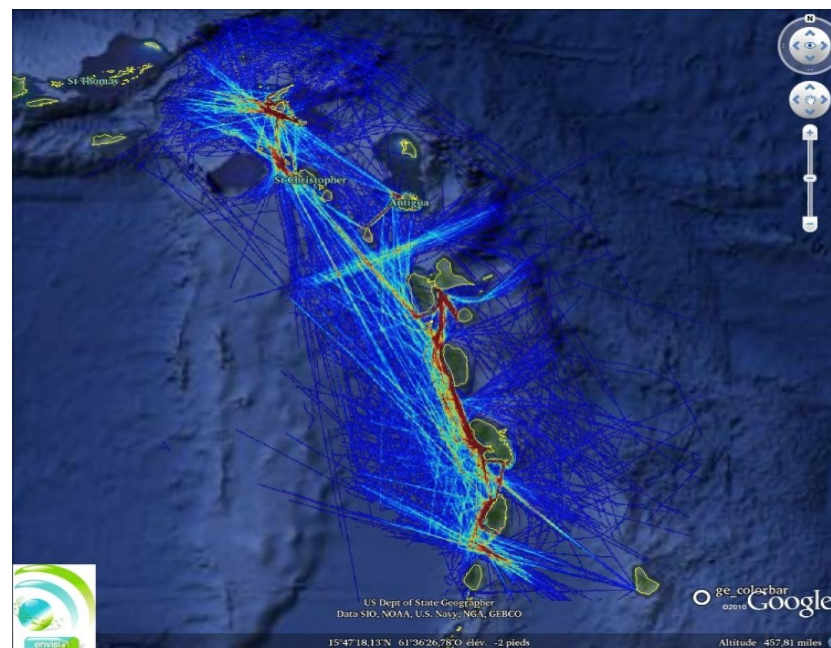 N
St Thomas
St Christopher
Antigua
US Dept of State Geographer
Data SIO, NOAA, U.S. Navy, NGA, GEBCO
ge_colorbar
©2010 Google
15°47'18,13"N 61°36'26,78"O élév. -2 pieds
Altitude 457,81 miles
envisia